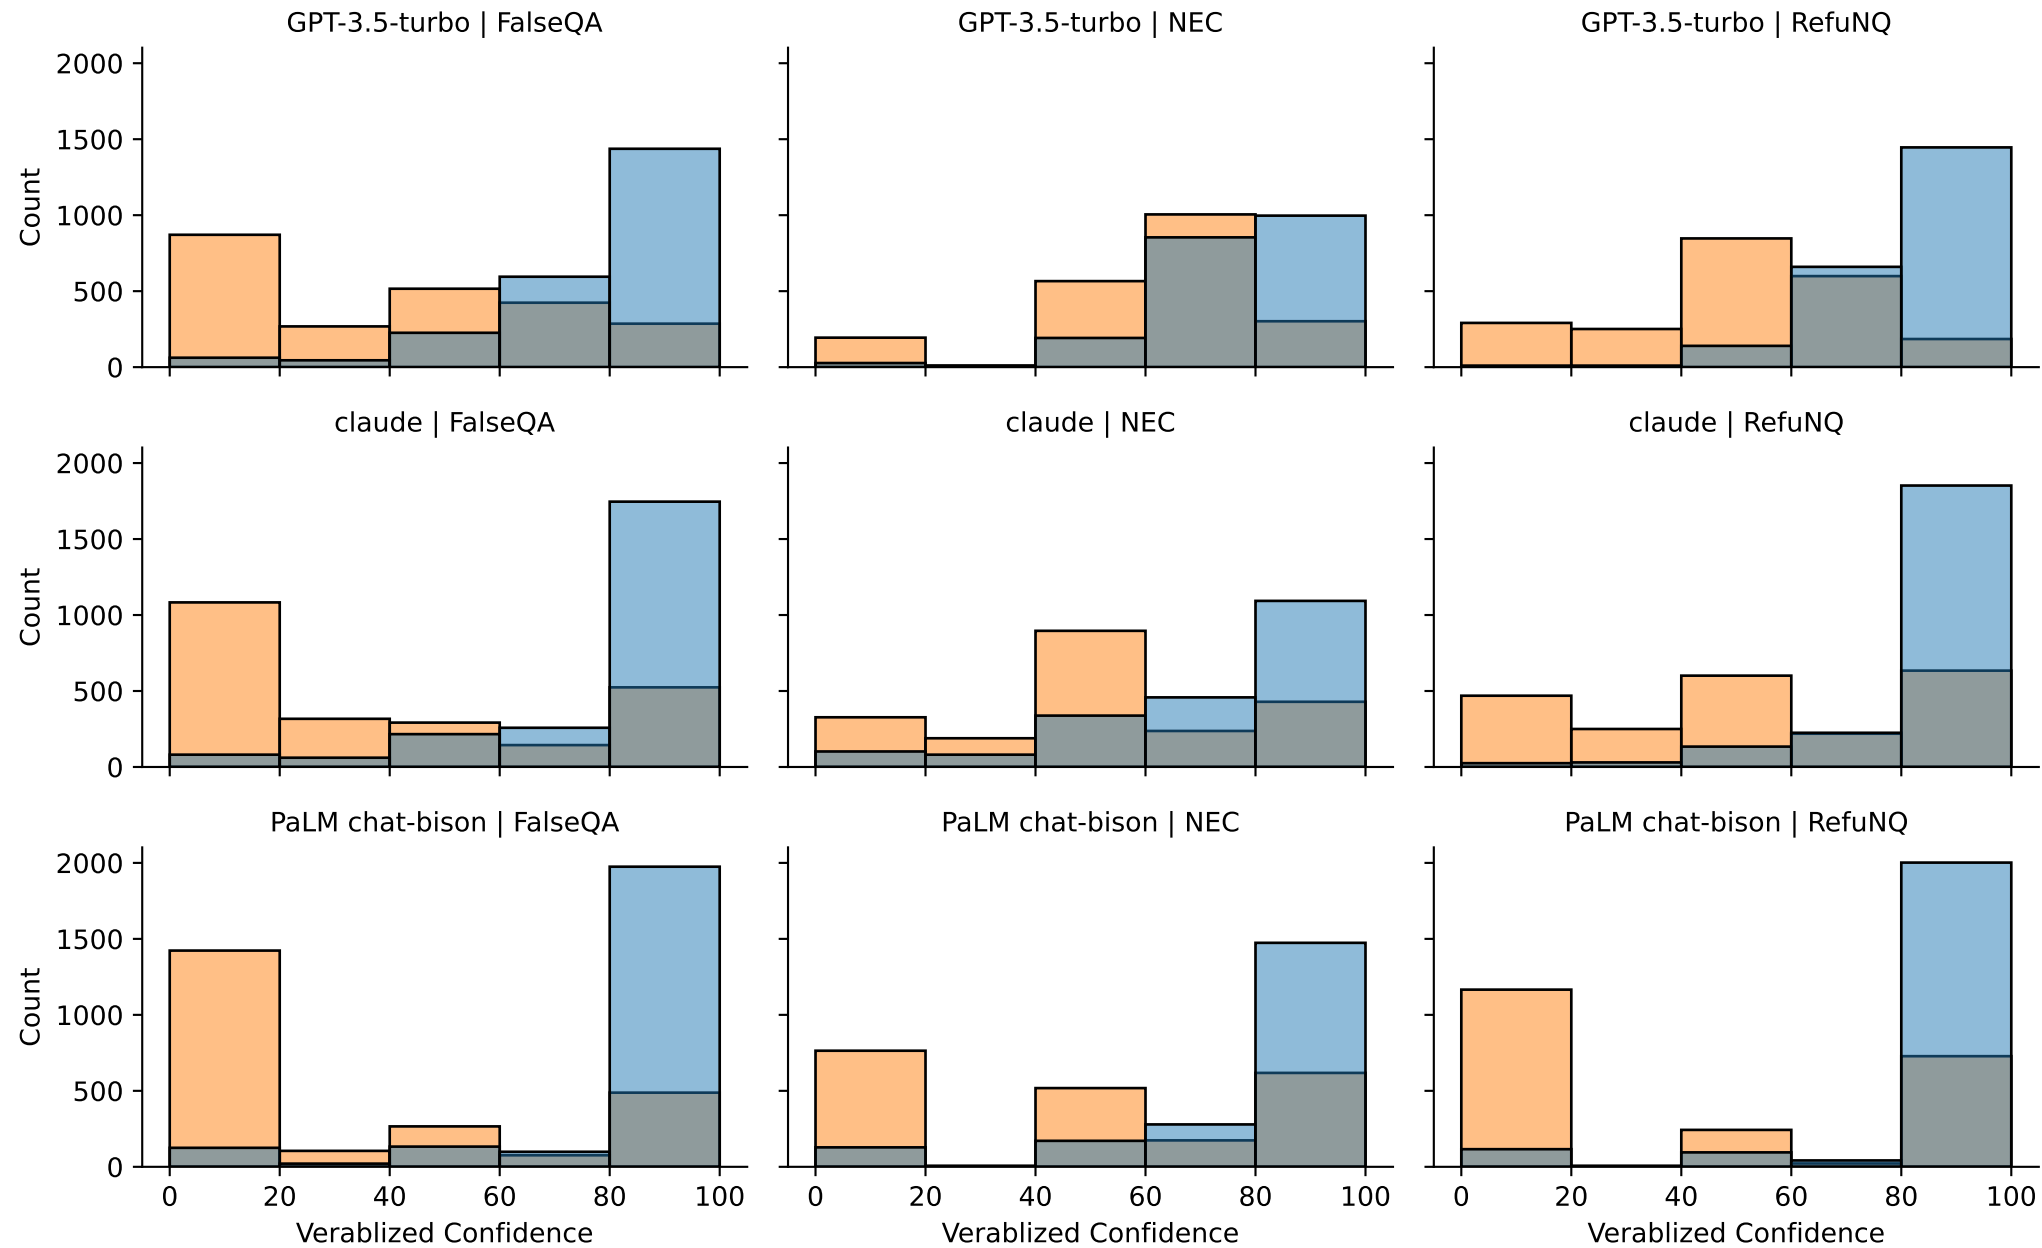 GPT-3.5-turbo | FalseQA
GPT-3.5-turbo | NEC
GPT-3.5-turbo | RefuNQ
2000
1500
1000
500
0
Count
claude | FalseQA
claude | NEC
claude | RefuNQ
2000
1500
1000
500
0
Count
PaLM chat-bison | FalseQA
PaLM chat-bison | NEC
PaLM chat-bison | RefuNQ
2000
1500
1000
500
0
Count
0 20 40 60 80 100
0 20 40 60 80 100
0 20 40 60 80 100
Verablized Confidence
Verablized Confidence
Verablized Confidence